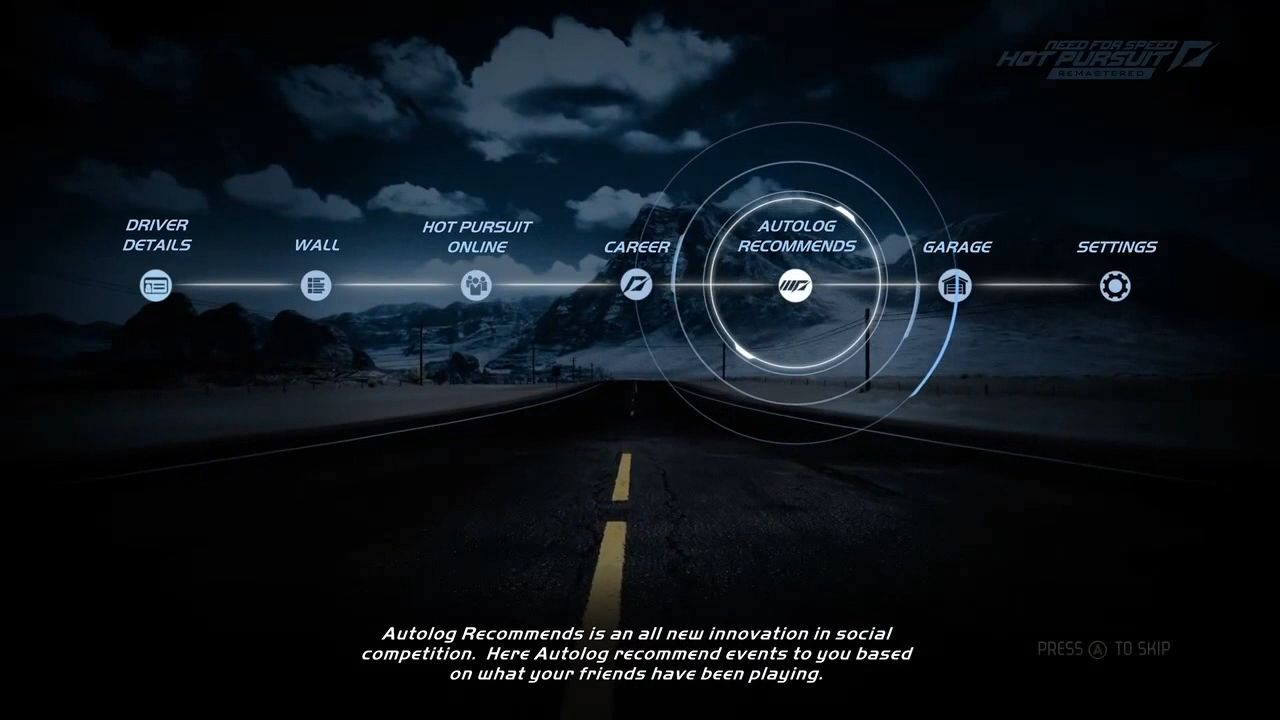 NEED FOR SPEED
HOT PURSUIT
REMASTERED
DRIVER
DETAILS
WALL
HOT PURSUIT
ONLINE
CAREER
AUTOLOG
RECOMMENDS
GARAGE
SETTINGS
Autolog Recommends is an all new innovation in social
competition. Here Autolog recommend events to you based
on what your friends have been playing.
PRESS A TO SKIP